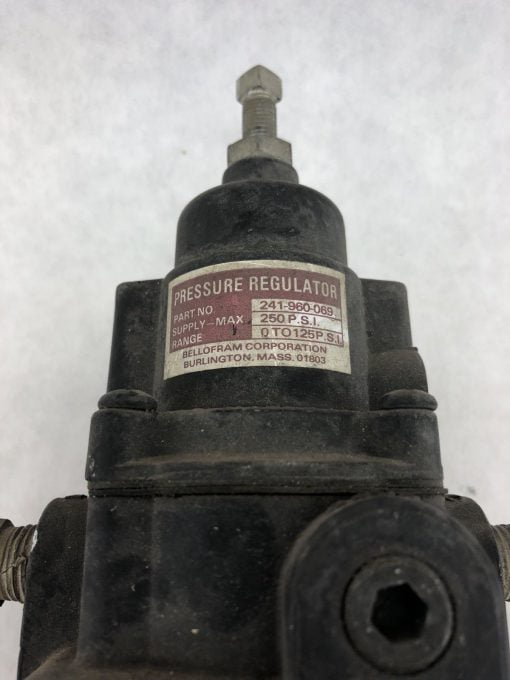 PRESSURE REGULATOR
PART NO. 241-960-069
SUPPLY-MAX. 250 P.S.I.
RANGE 0 TO 125 P.S.I.
BELLOFRAM CORPORATION
BURLINGTON, MASS. 01803